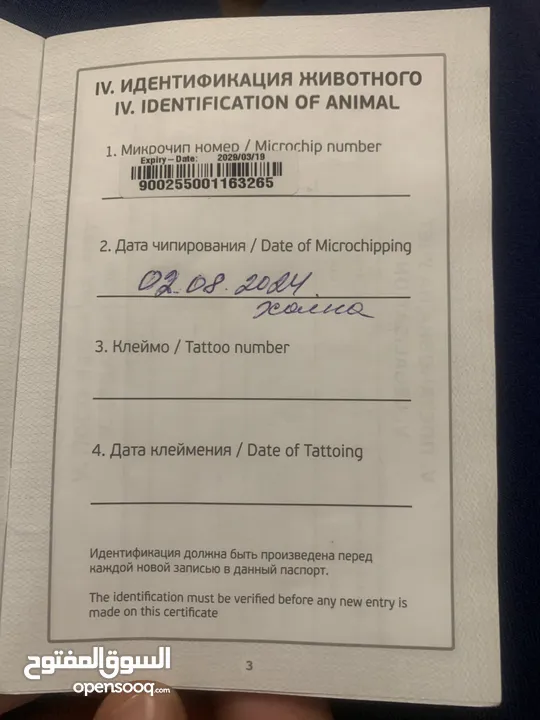 IV. ИДЕНТИФИКАЦИЯ ЖИВОТНОГО
IV. IDENTIFICATION OF ANIMAL
1. Микрочип номер / Microchip number
Expiry-Date: 2029/03/19
900255001163265
2. Дата чипирования / Date of Microchipping
02.08.2024.
холка
3. Клеймо / Tattoo number
4. Дата клеймения / Date of Tattoing
Идентификация должна быть произведена перед
каждой новой записью в данный паспорт.
The identification must be verified before any new entry is
made on this certificate
3
السوق المفتوح
opensooq.com